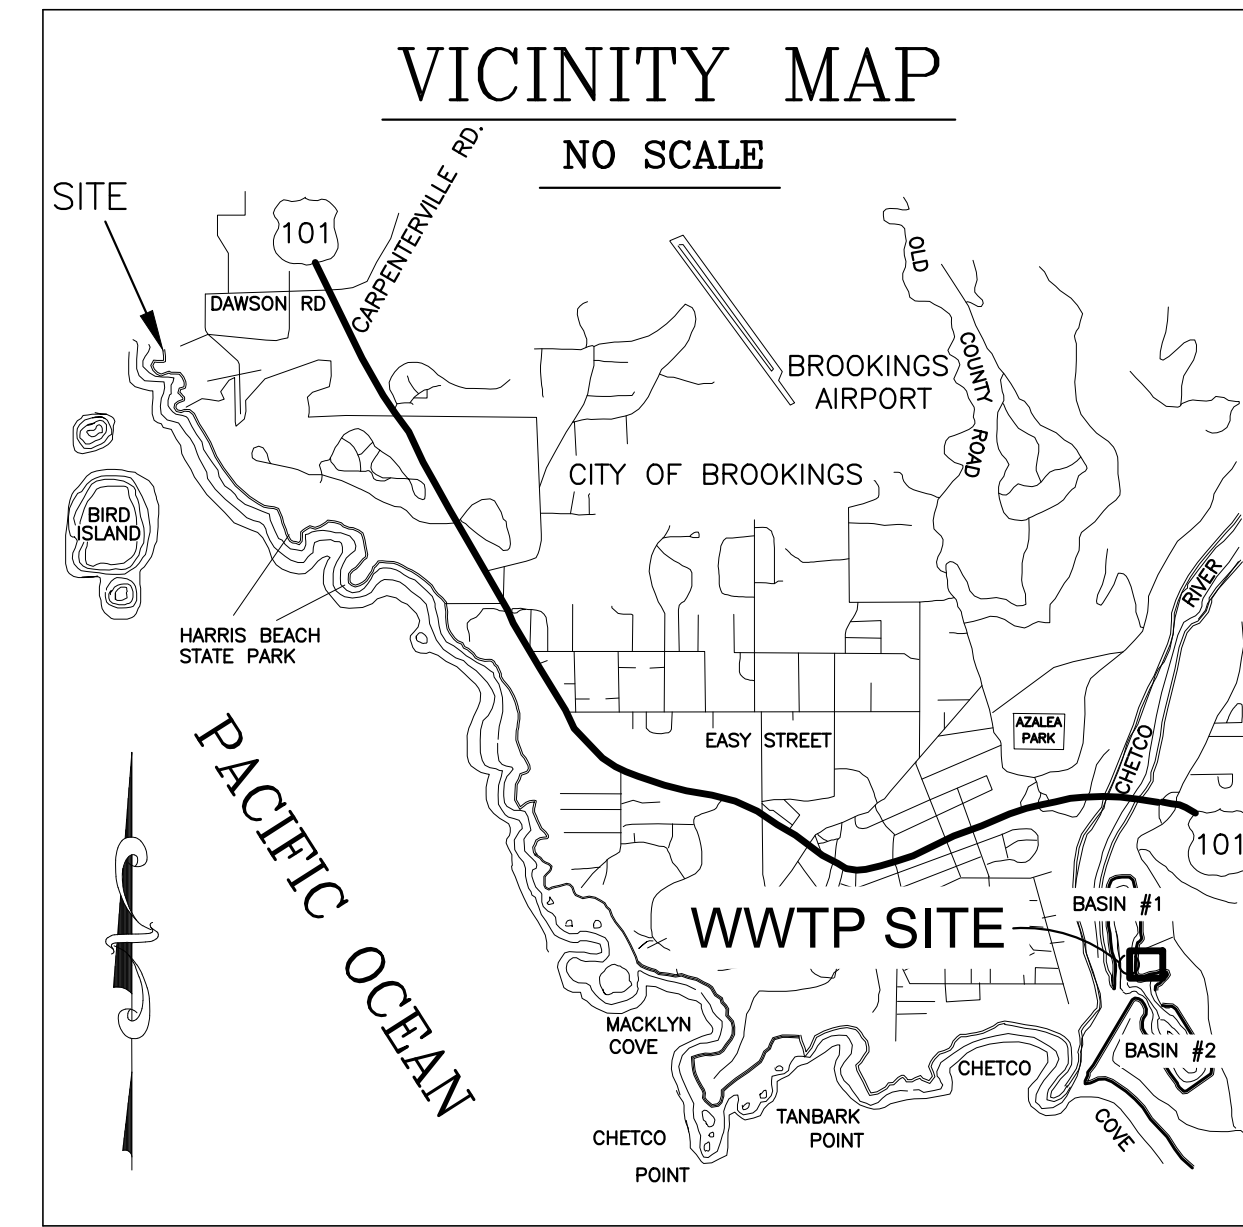 VICINITY MAP
NO SCALE
SITE
101
CARPENTERVILLE RD.
DAWSON RD
OLD
COUNTY
ROAD
BROOKINGS
AIRPORT
CITY OF BROOKINGS
BIRD
ISLAND
RIVER
HARRIS BEACH
STATE PARK
AZALEA
PARK
EASY STREET
CHETCO
PACIFIC OCEAN
101
BASIN #1
WWTP SITE
MACKLYN
COVE
BASIN #2
CHETCO
COVE
TANBARK
POINT
CHETCO
POINT